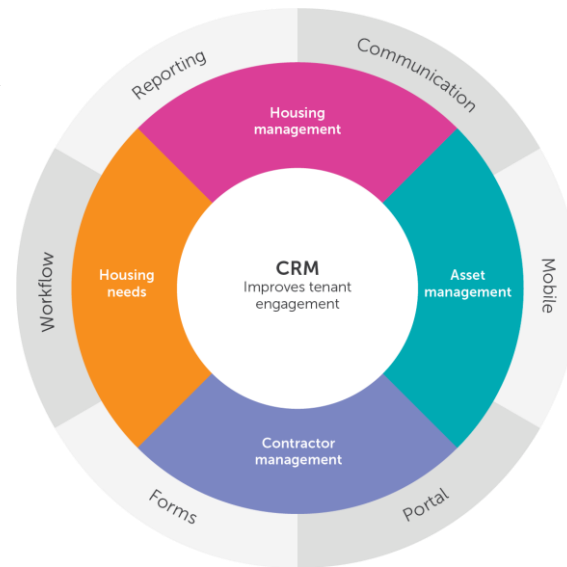 Reporting
Communication
Housing
management
Workflow
Housing
needs
CRM
Improves tenant
engagement
Asset
management
Mobile
Contractor
management
Forms
Portal